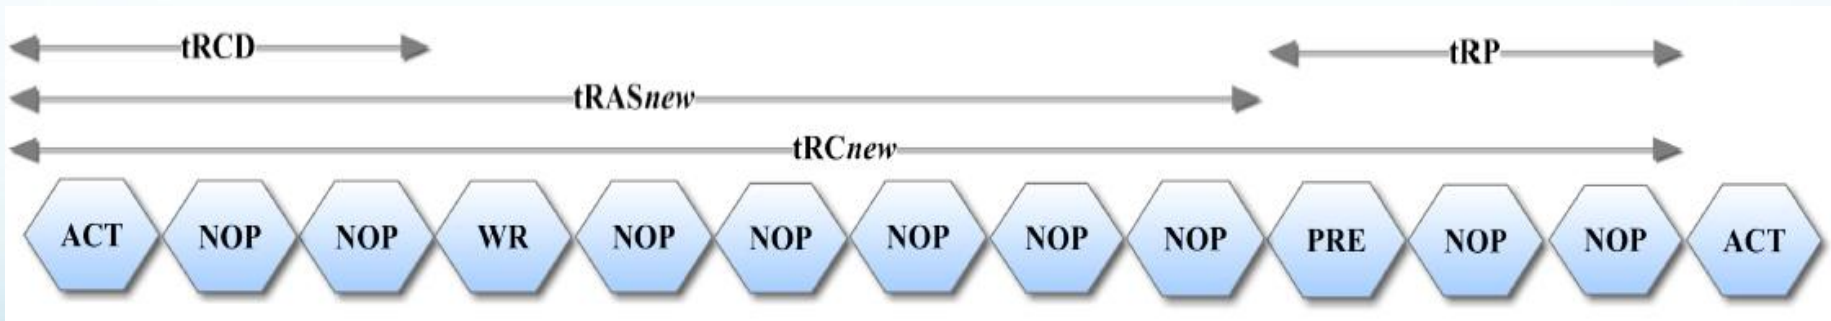 tRCD tRP
tRASnew
tRCnew
ACT NOP NOP WR NOP NOP NOP NOP NOP PRE NOP NOP ACT